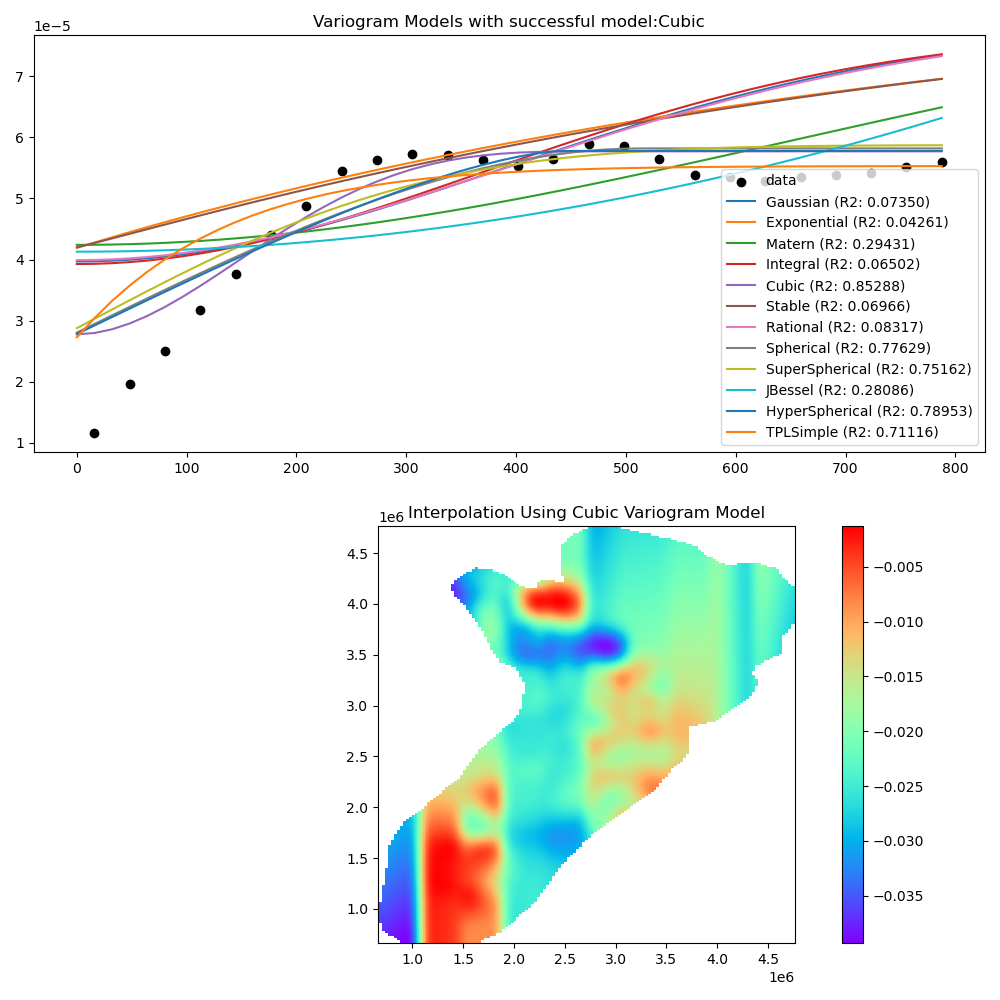 Variogram Models with successful model:Cubic
1e−5
7
6
5
4
3
2
1
0 100 200 300 400 500 600 700 800
data
Gaussian (R2: 0.07350)
Exponential (R2: 0.04261)
Matern (R2: 0.29431)
Integral (R2: 0.06502)
Cubic (R2: 0.85288)
Stable (R2: 0.06966)
Rational (R2: 0.08317)
Spherical (R2: 0.77629)
SuperSpherical (R2: 0.75162)
JBessel (R2: 0.28086)
HyperSpherical (R2: 0.78953)
TPLSimple (R2: 0.71116)
Interpolation Using Cubic Variogram Model
1e6
4.5
4.0
3.5
3.0
2.5
2.0
1.5
1.0
1.0 1.5 2.0 2.5 3.0 3.5 4.0 4.5
1e6
−0.005
−0.010
−0.015
−0.020
−0.025
−0.030
−0.035